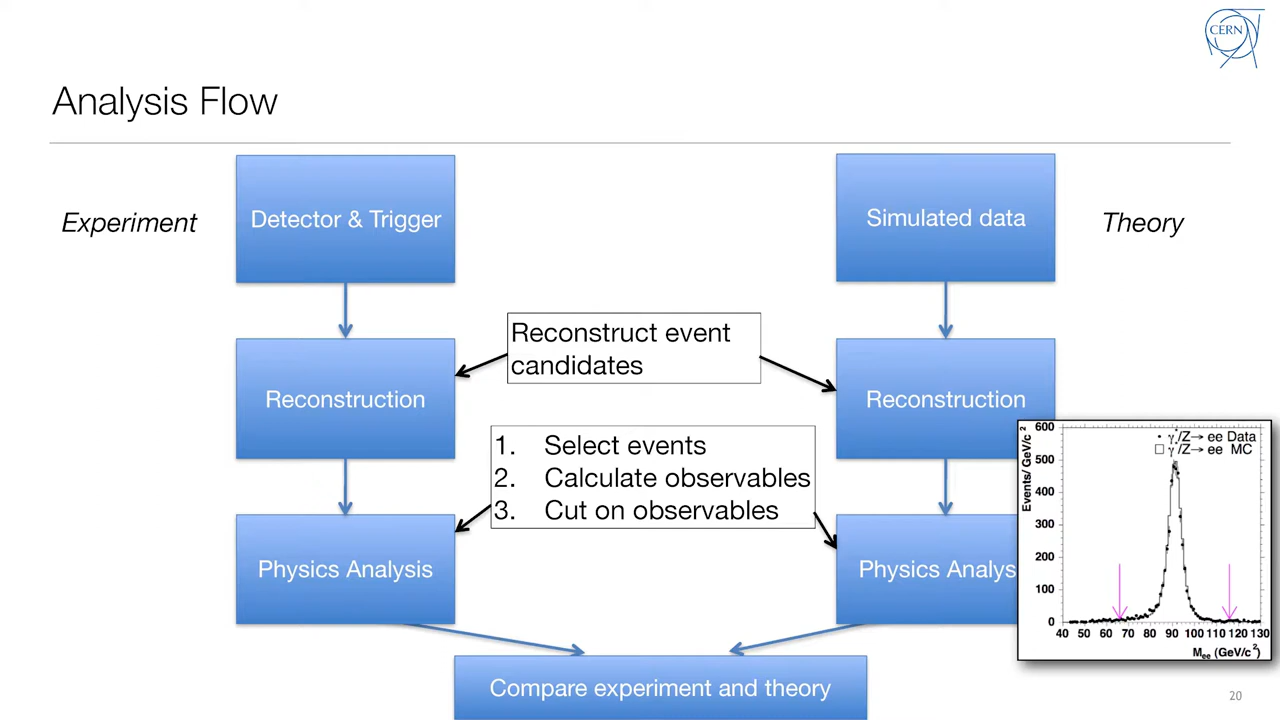 CERN
Analysis Flow
Experiment
Detector & Trigger
Simulated data
Theory
Reconstruct event
candidates
Reconstruction
Reconstruction
1. Select events
2. Calculate observables
3. Cut on observables
Physics Analysis
Physics Analys
γ*/Z→ ee Data
γ*/Z→ ee MC
Events/ GeV/c²
600
500
400
300
200
100
0
40 50 60 70 80 90 100 110 120 130
Mee (GeV/c²)
Compare experiment and theory
20